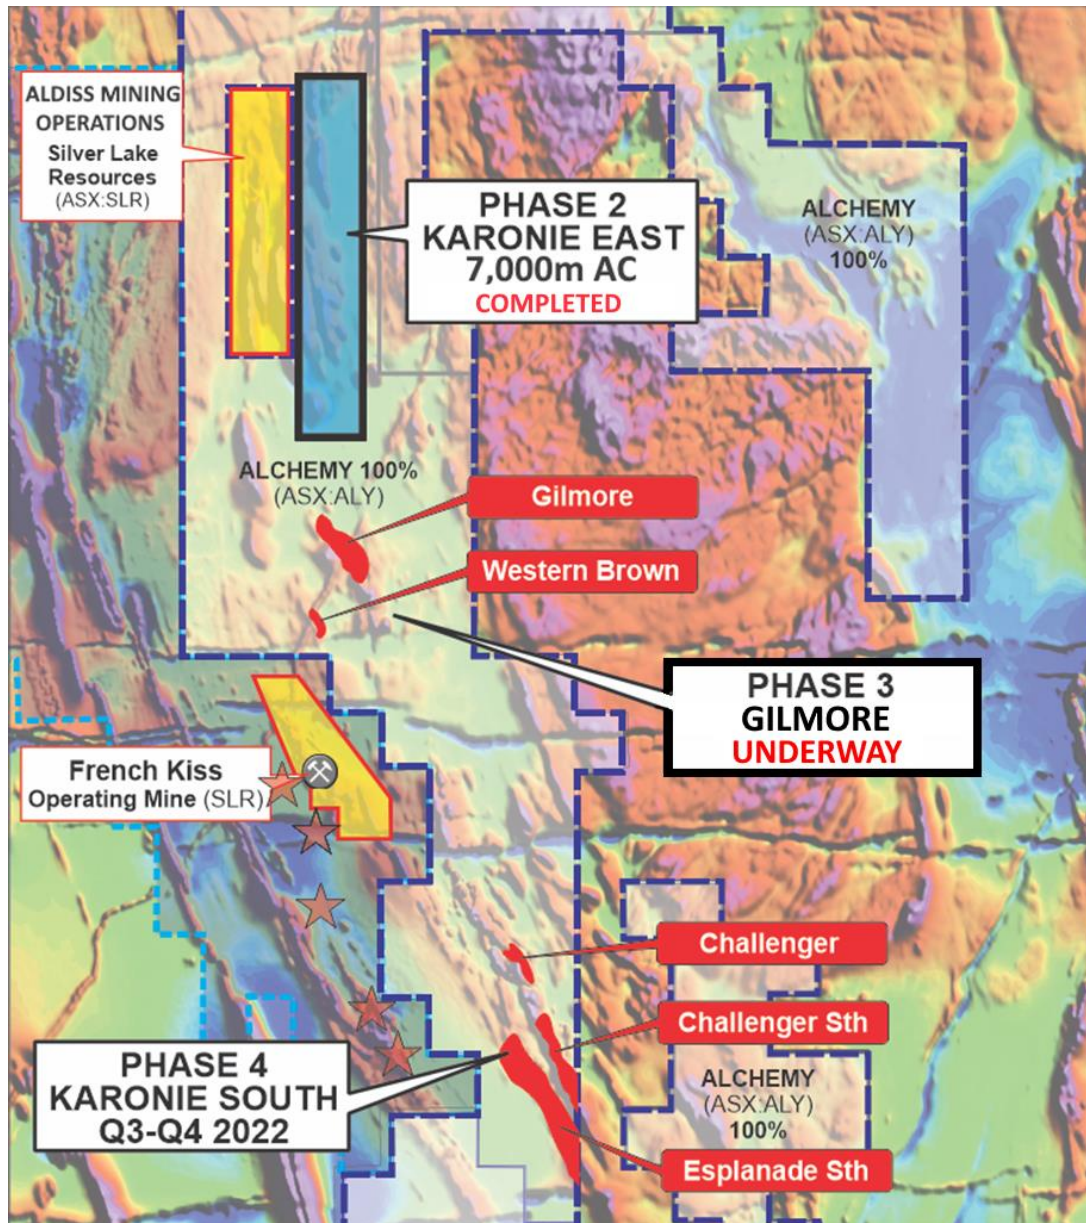 ALDISS MINING
OPERATIONS
Silver Lake
Resources
(ASX:SLR)
PHASE 2
KARONIE EAST
7,000m AC
COMPLETED
ALCHEMY
(ASX:ALY)
100%
ALCHEMY 100%
(ASX:ALY)
Gilmore
Western Brown
PHASE 3
GILMORE
UNDERWAY
French Kiss
Operating Mine (SLR)
Challenger
Challenger Sth
PHASE 4
KARONIE SOUTH
Q3-Q4 2022
ALCHEMY
(ASX:ALY)
100%
Esplanade Sth